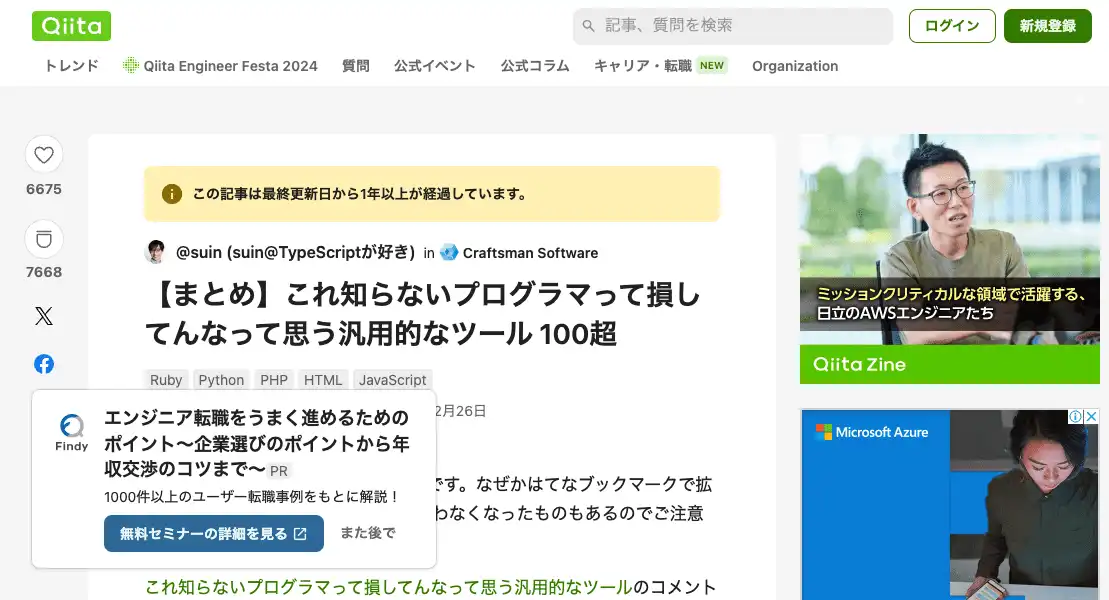 Qiita
記事、質問を検索
ログイン
新規登録
トレンド
Qiita Engineer Festa 2024
質問
公式イベント
公式コラム
キャリア・転職 NEW
Organization
6675
7668
この記事は最終更新日から1年以上が経過しています。
@suin (suin@TypeScriptが好き) in Craftsman Software
【まとめ】これ知らないプログラマって損し
てんなって思う汎用的なツール 100超
Ruby Python PHP HTML JavaScript
2月26日
Findy
エンジニア転職をうまく進めるための
ポイント〜企業選びのポイントから年
収交渉のコツまで〜 PR
1000件以上のユーザー転職事例をもとに解説！
無料セミナーの詳細を見る
また後で
です。なぜかはてなブックマークで拡
わなくなったものもあるのでご注意
これ知らないプログラマって損してんなって思う汎用的なツールのコメント
ミッションクリティカルな領域で活躍する、
日立のAWSエンジニアたち
Qiita Zine
Microsoft Azure